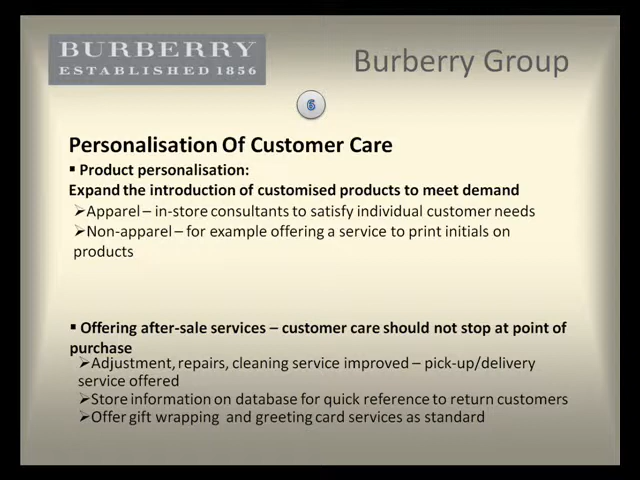 BURBERRY
ESTABLISHED 1856
Burberry Group
6
Personalisation Of Customer Care
▪ Product personalisation:
Expand the introduction of customised products to meet demand
➢Apparel – in-store consultants to satisfy individual customer needs
➢Non-apparel – for example offering a service to print initials on
products
▪ Offering after-sale services – customer care should not stop at point of
purchase
➢Adjustment, repairs, cleaning service improved – pick-up/delivery
service offered
➢Store information on database for quick reference to return customers
➢Offer gift wrapping and greeting card services as standard